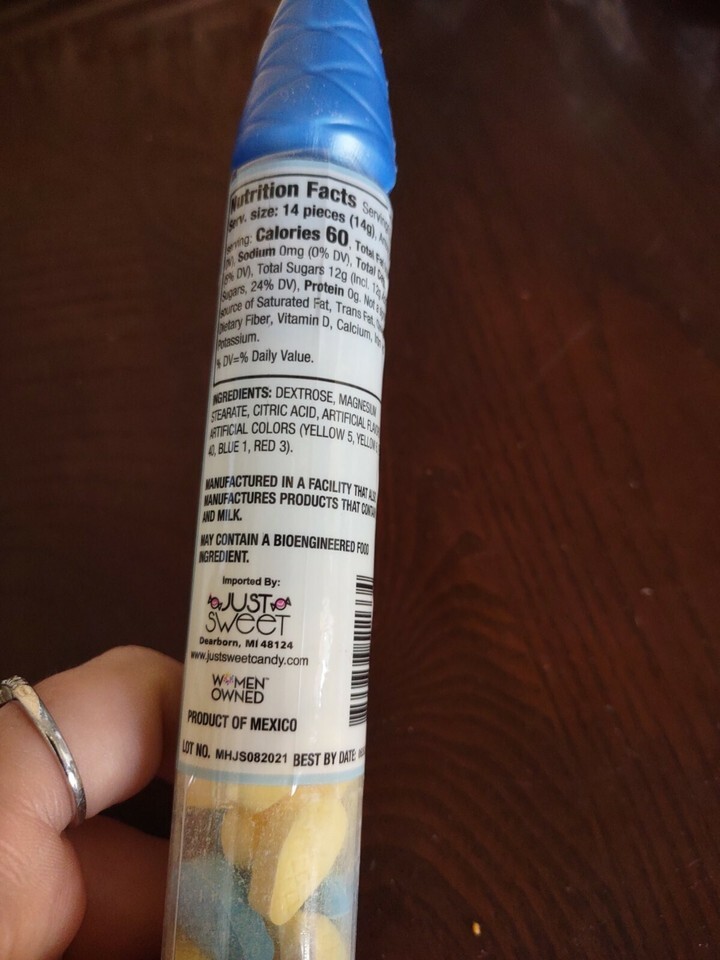 Nutrition Facts
Serv. size: 14 pieces (14g),
serving: Calories 60, Total
Sodium 0mg (0% DV), Total
DV), Total Sugars 12g (Incl. 12g
Sugars, 24% DV), Protein 0g. Not a
source of Saturated Fat, Trans Fat,
Dietary Fiber, Vitamin D, Calcium,
Potassium.
% DV=% Daily Value.
INGREDIENTS: DEXTROSE, MAGNESIUM
STEARATE, CITRIC ACID, ARTIFICIAL
ARTIFICIAL COLORS (YELLOW 5, YELLOW
40, BLUE 1, RED 3).
MANUFACTURED IN A FACILITY THAT
MANUFACTURES PRODUCTS THAT
AND MILK.
MAY CONTAIN A BIOENGINEERED FOOD
INGREDIENT.
Imported By:
JUST
SWEET
Dearborn, MI 48124
www.justsweetcandy.com
WOMEN
OWNED
PRODUCT OF MEXICO
LOT NO. MHJS082021 BEST BY DATE: